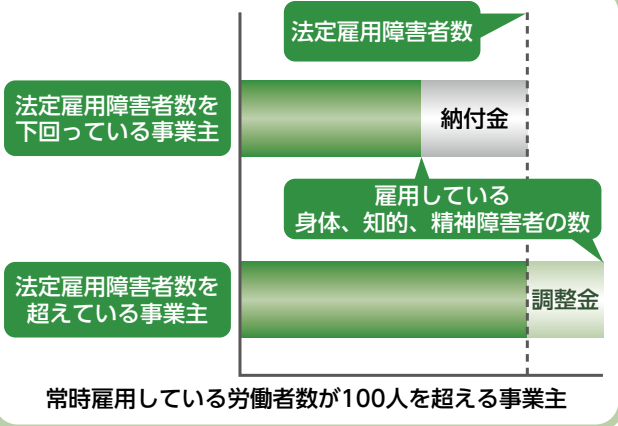 法定雇用障害者数
法定雇用障害者数を
下回っている事業主
納付金
雇用している
身体、知的、精神障害者の数
法定雇用障害者数を
超えている事業主
調整金
常時雇用している労働者数が100人を超える事業主